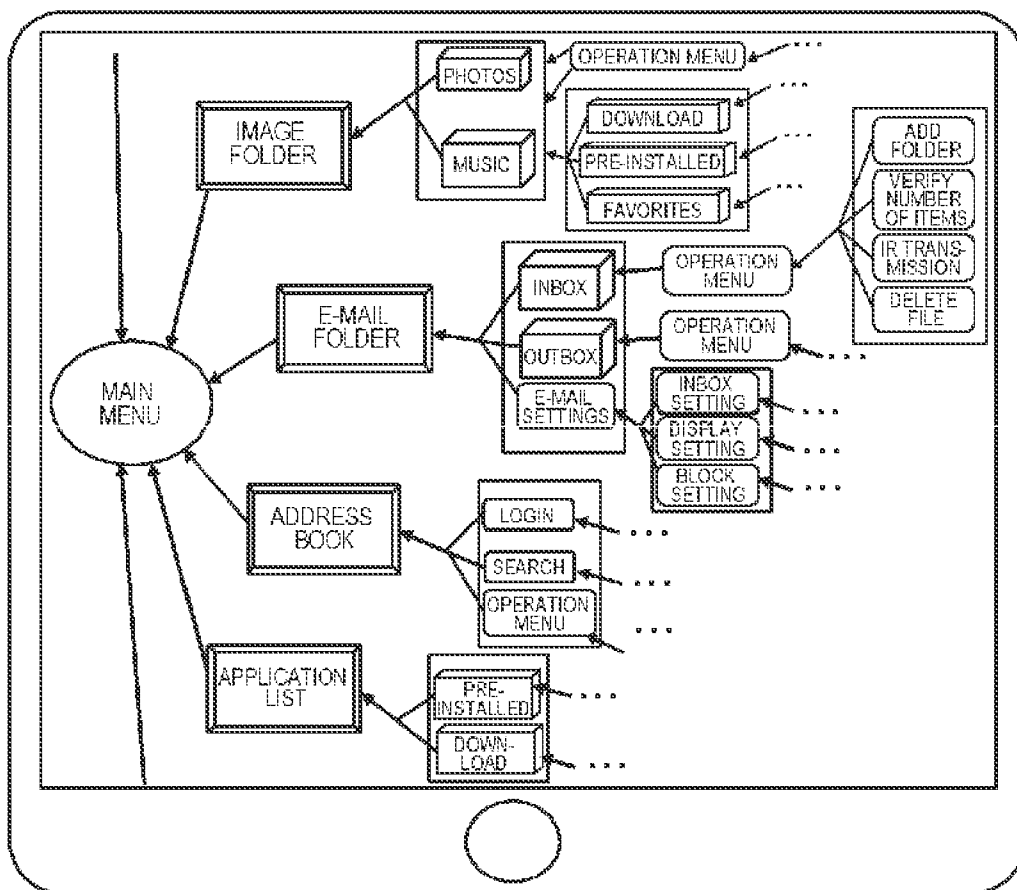 PHOTOS
OPERATION MENU
IMAGE
FOLDER
MUSIC
DOWNLOAD
PRE-INSTALLED
FAVORITES
ADD
FOLDER
VERIFY
NUMBER
OF ITEMS
IR TRANS-
MISSION
DELETE
FILE
E-MAIL
FOLDER
INBOX
OPERATION
MENU
OUTBOX
OPERATION
MENU
E-MAIL
SETTINGS
INBOX
SETTING
DISPLAY
SETTING
BLOCK
SETTING
MAIN
MENU
ADDRESS
BOOK
LOGIN
SEARCH
OPERATION
MENU
APPLICATION
LIST
PRE-
INSTALLED
DOWN-
LOAD